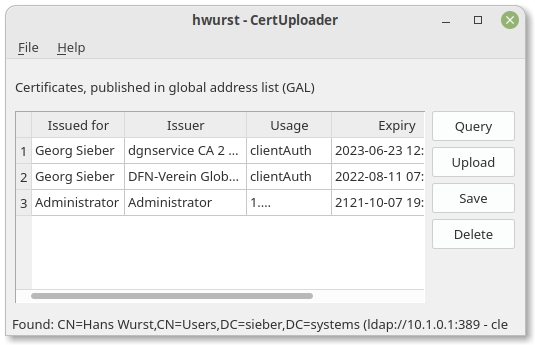 hwurst - CertUploader
File Help
Certificates, published in global address list (GAL)
Issued for Issuer Usage Expiry
1 Georg Sieber dgnservice CA 2 ... clientAuth 2023-06-23 12:
2 Georg Sieber DFN-Verein Glob... clientAuth 2022-08-11 07:
3 Administrator Administrator 1.... 2121-10-07 19:
Query
Upload
Save
Delete
Found: CN=Hans Wurst,CN=Users,DC=sieber,DC=systems (ldap://10.1.0.1:389 - cle